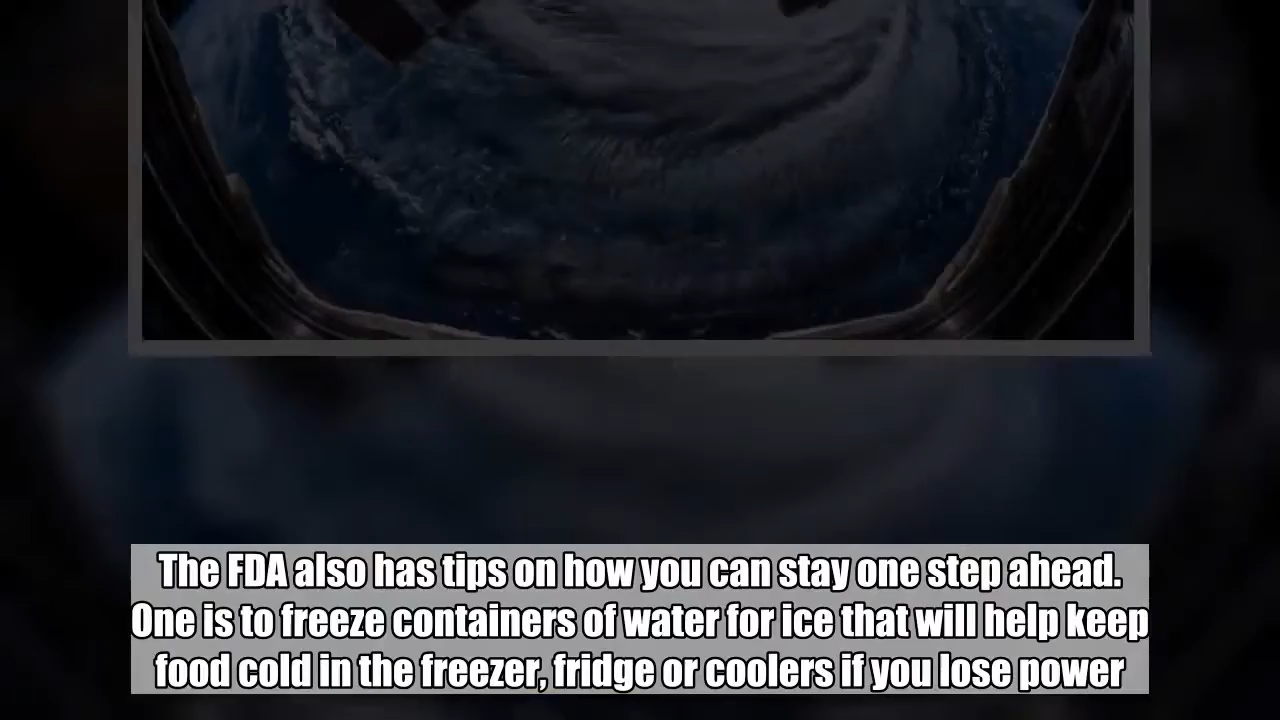 The FDA also has tips on how you can stay one step ahead.
One is to freeze containers of water for ice that will help keep
food cold in the freezer, fridge or coolers if you lose power